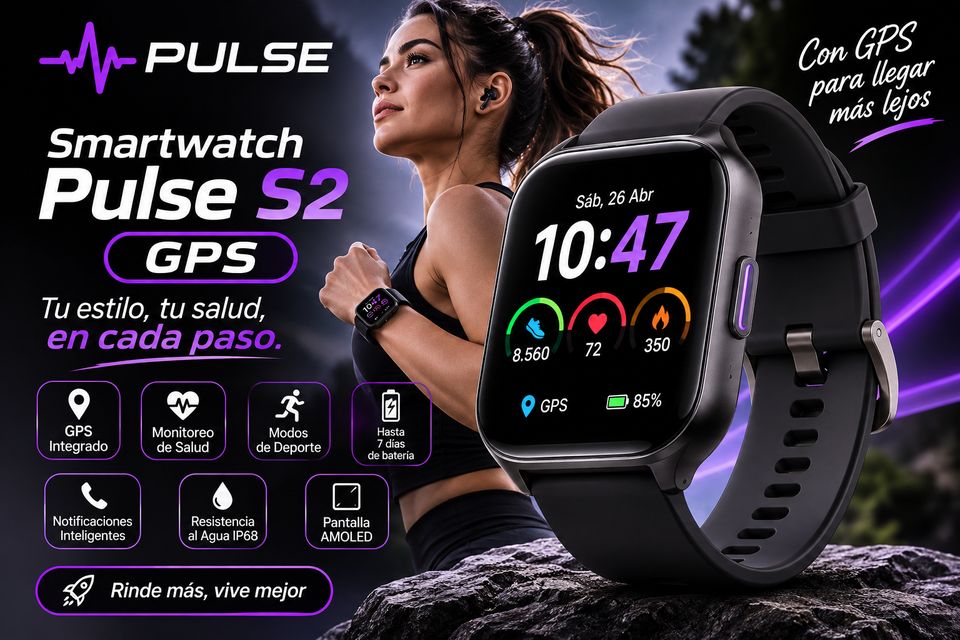 PULSE
Con GPS
para llegar
más lejos
Smartwatch
Pulse S2
GPS
Tu estilo, tu salud,
en cada paso.
Sáb, 26 Abr
10:47
8.560
72
350
GPS
85%
10:47
GPS
Integrado
Monitoreo
de Salud
Modos
de Deporte
Hasta
7 días
de batería
Notificaciones
Inteligentes
Resistencia
al Agua IP68
Pantalla
AMOLED
Rinde más, vive mejor